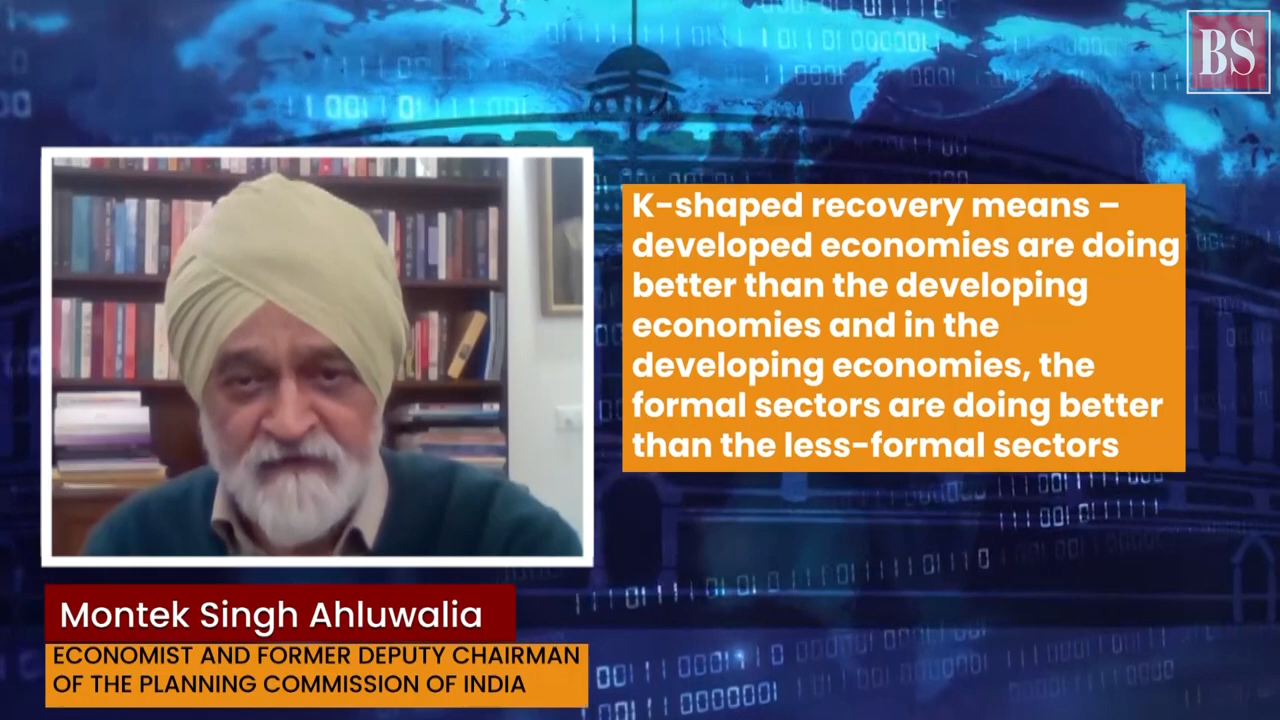 BS
K-shaped recovery means –
developed economies are doing
better than the developing
economies and in the
developing economies, the
formal sectors are doing better
than the less-formal sectors
Montek Singh Ahluwalia
ECONOMIST AND FORMER DEPUTY CHAIRMAN
OF THE PLANNING COMMISSION OF INDIA